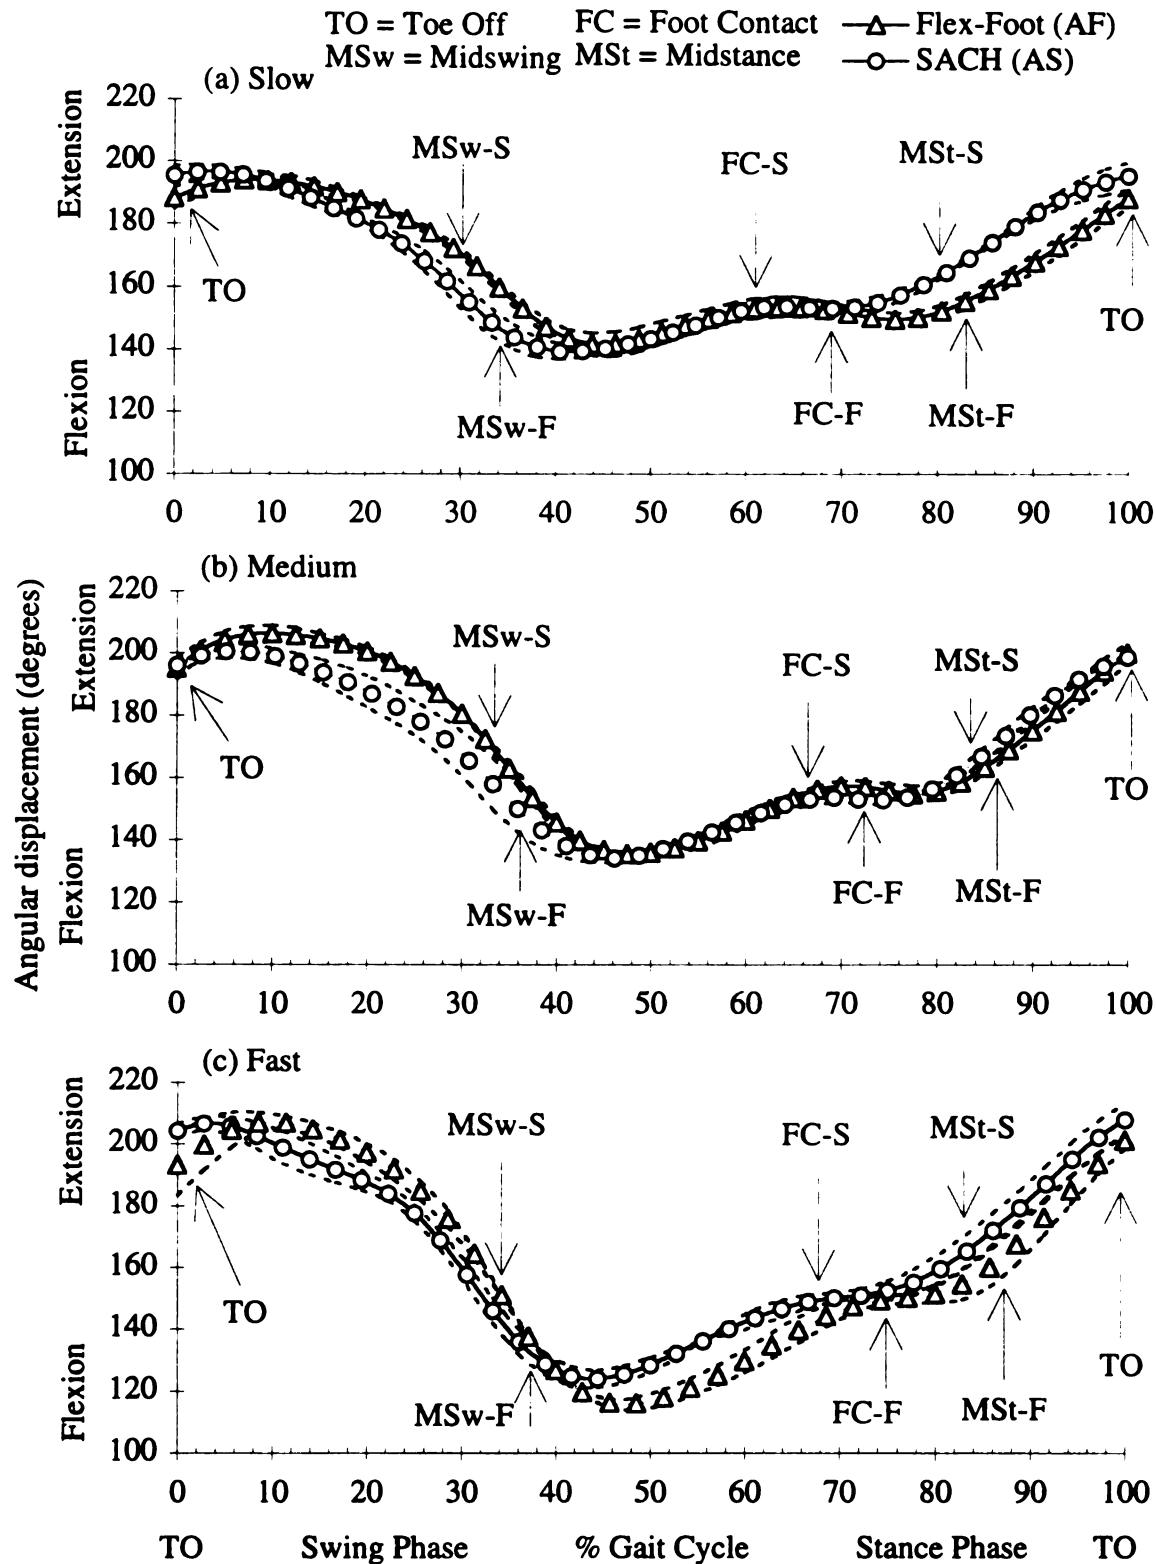 TO = Toe Off FC = Foot Contact Flex-Foot (AF)
MSw = Midswing MSt = Midstance SACH (AS)
(a) Slow
220
200
180
160
140
120
100
Extension
Flexion
MSw-S
FC-S
MSt-S
TO
TO
MSw-F
FC-F
MSt-F
0 10 20 30 40 50 60 70 80 90 100
Angular displacement (degrees)
(b) Medium
220
200
180
160
140
120
100
Extension
Flexion
MSw-S
FC-S
MSt-S
TO
TO
MSw-F
FC-F
MSt-F
0 10 20 30 40 50 60 70 80 90 100
(c) Fast
220
200
180
160
140
120
100
Extension
Flexion
MSw-S
FC-S
MSt-S
TO
TO
MSw-F
FC-F
MSt-F
0 10 20 30 40 50 60 70 80 90 100
TO Swing Phase % Gait Cycle Stance Phase TO